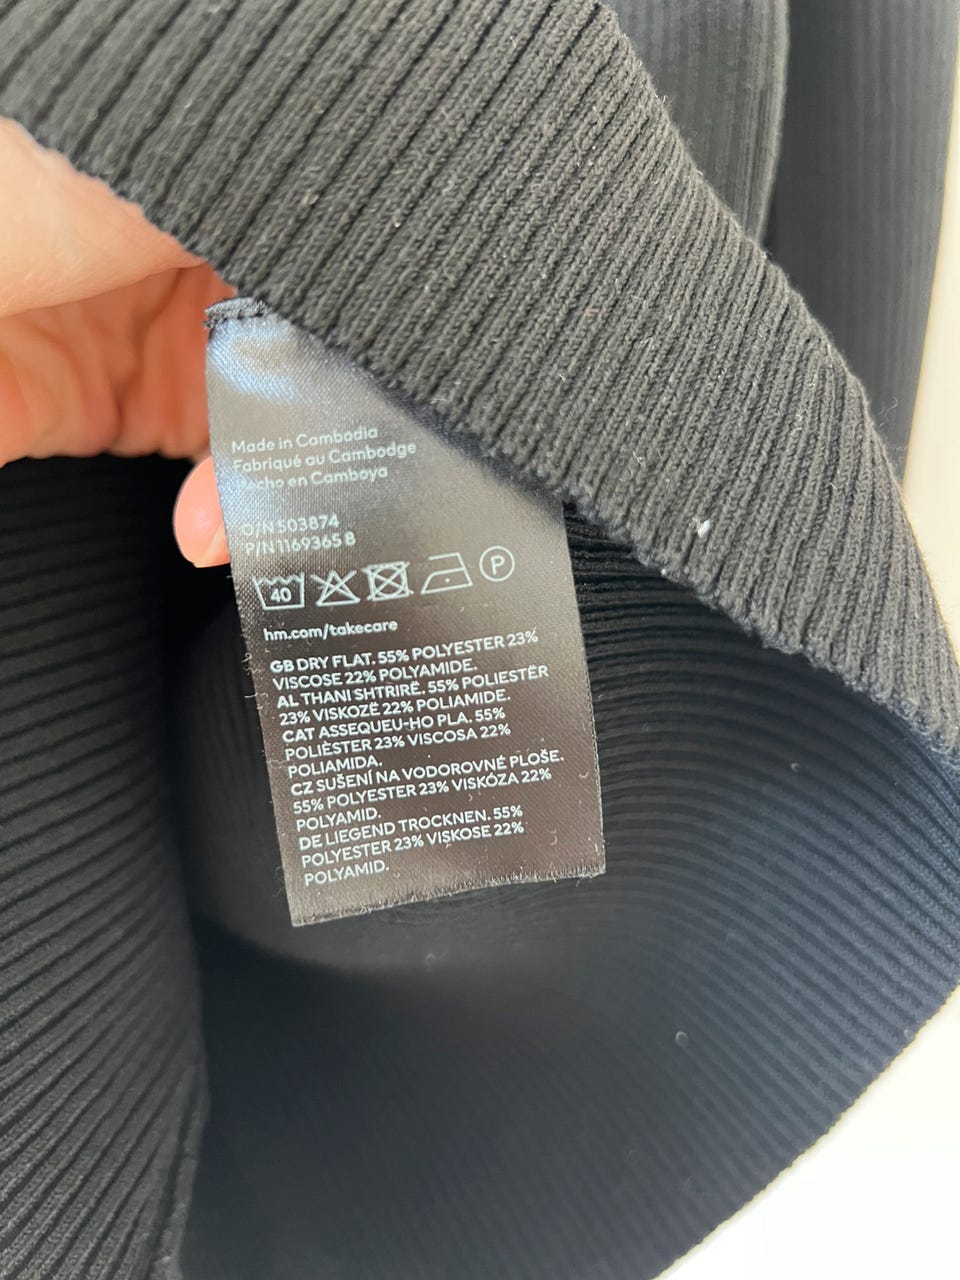 Made in Cambodia
Fabriqué au Cambodge
en Camboya
O/N 503874
P/N 1169365 B
40
P
hm.com/takecare
GB DRY FLAT. 55% POLYESTER 23%
VISCOSE 22% POLYAMIDE.
AL THANI SHTRIRË. 55% POLIESTËR
23% VISKOZË 22% POLIAMIDE.
CAT ASSEQUEU-HO PLA. 55%
POLIÈSTER 23% VISCOSA 22%
POLIAMIDA.
CZ SUŠENÍ NA VODOROVNÉ PLOŠE.
55% POLYESTER 23% VISKÓZA 22%
POLYAMID.
DE LIEGEND TROCKNEN. 55%
POLYESTER 23% VISKOSE 22%
POLYAMID.